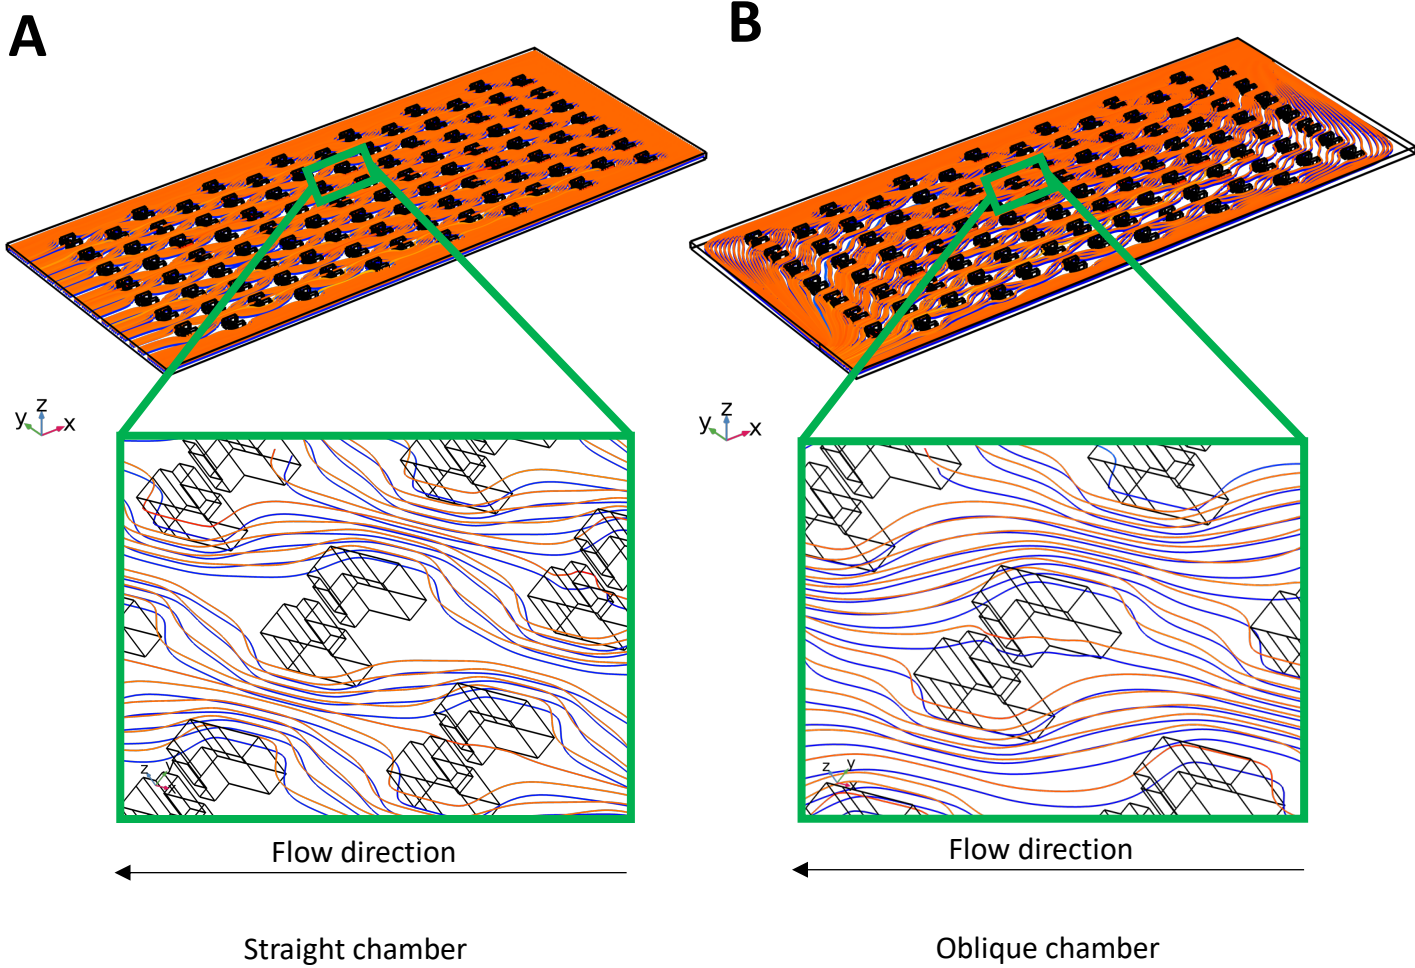 A
B
z
y
x
z
y
x
z
y
x
z
y
x
Flow direction
Flow direction
Straight chamber
Oblique chamber